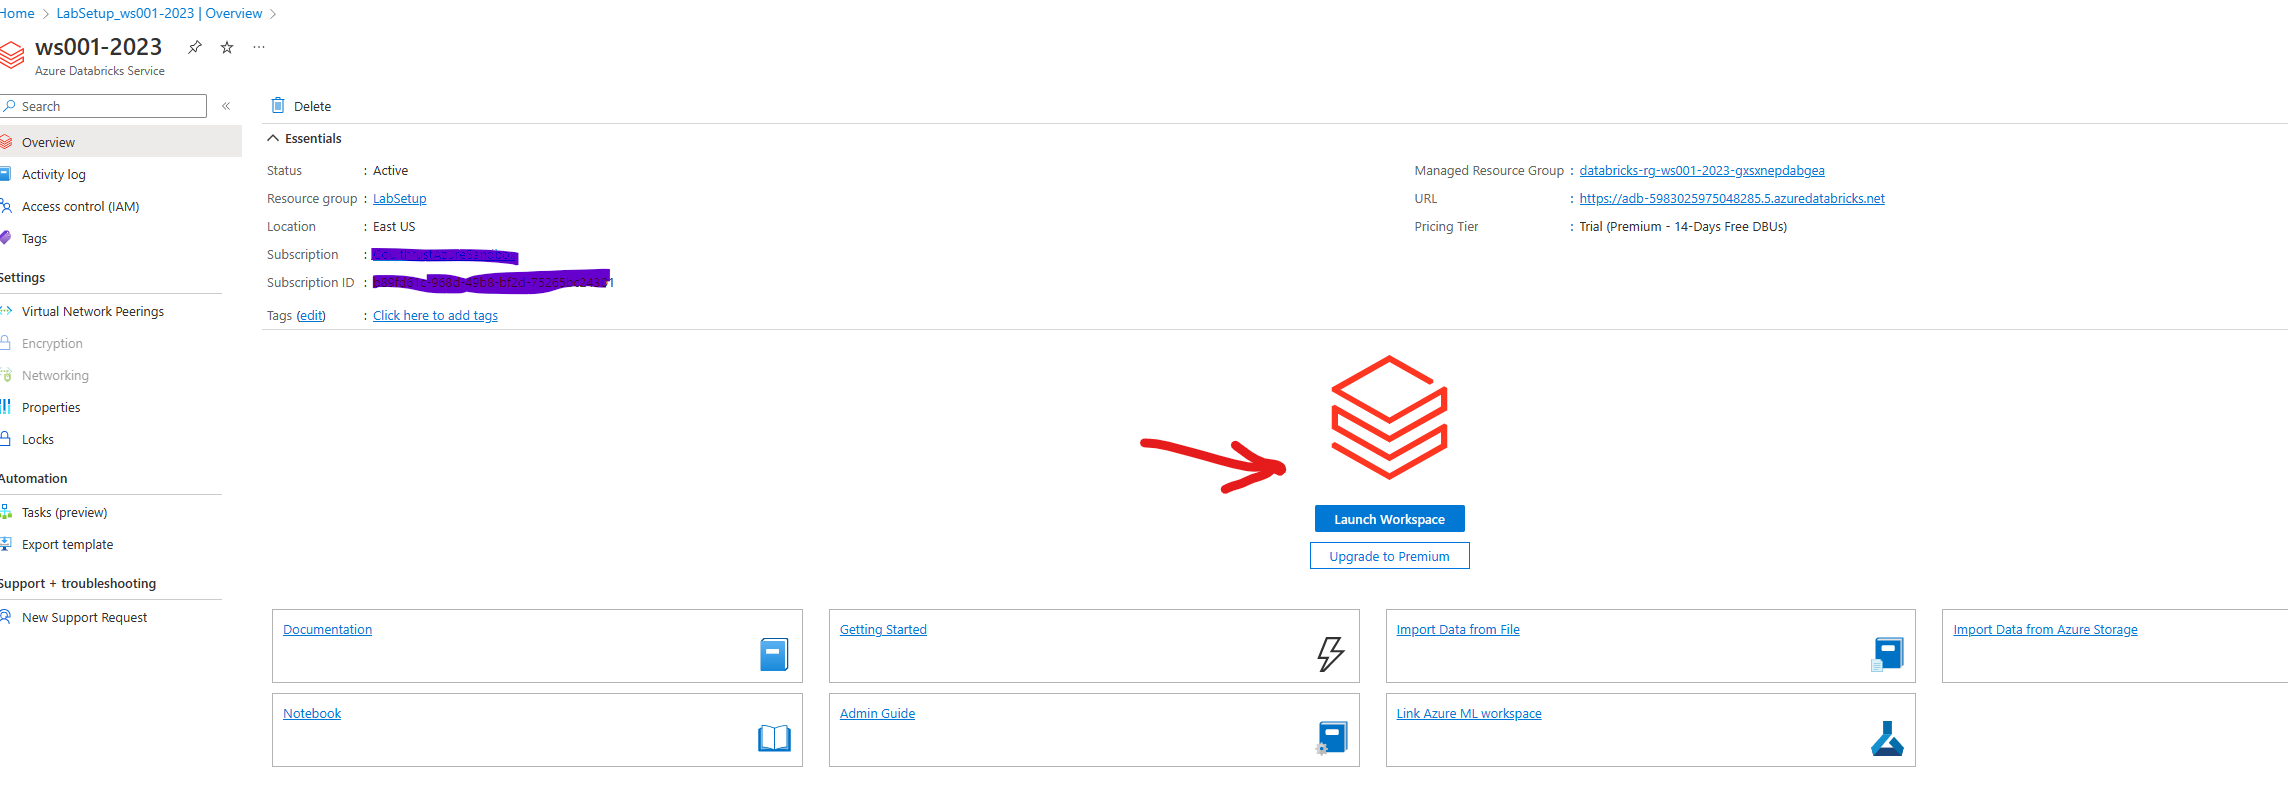 Home > LabSetup_ws001-2023 | Overview >
ws001-2023 ...
Azure Databricks Service
Search «
Overview
Activity log
Access control (IAM)
Tags
Settings
Virtual Network Peerings
Encryption
Networking
Properties
Locks
Automation
Tasks (preview)
Export template
Support + troubleshooting
New Support Request
Delete
Essentials
Status : Active
Resource group : LabSetup
Location : East US
Subscription :
Subscription ID :
Tags (edit) : Click here to add tags
Managed Resource Group : databricks-rg-ws001-2023-gxsxnepdabgea
URL : https://adb-5983025975048285.5.azuredatabricks.net
Pricing Tier : Trial (Premium - 14-Days Free DBUs)
Launch Workspace
Upgrade to Premium
Documentation
Getting Started
Import Data from File
Import Data from Azure Storage
Notebook
Admin Guide
Link Azure ML workspace